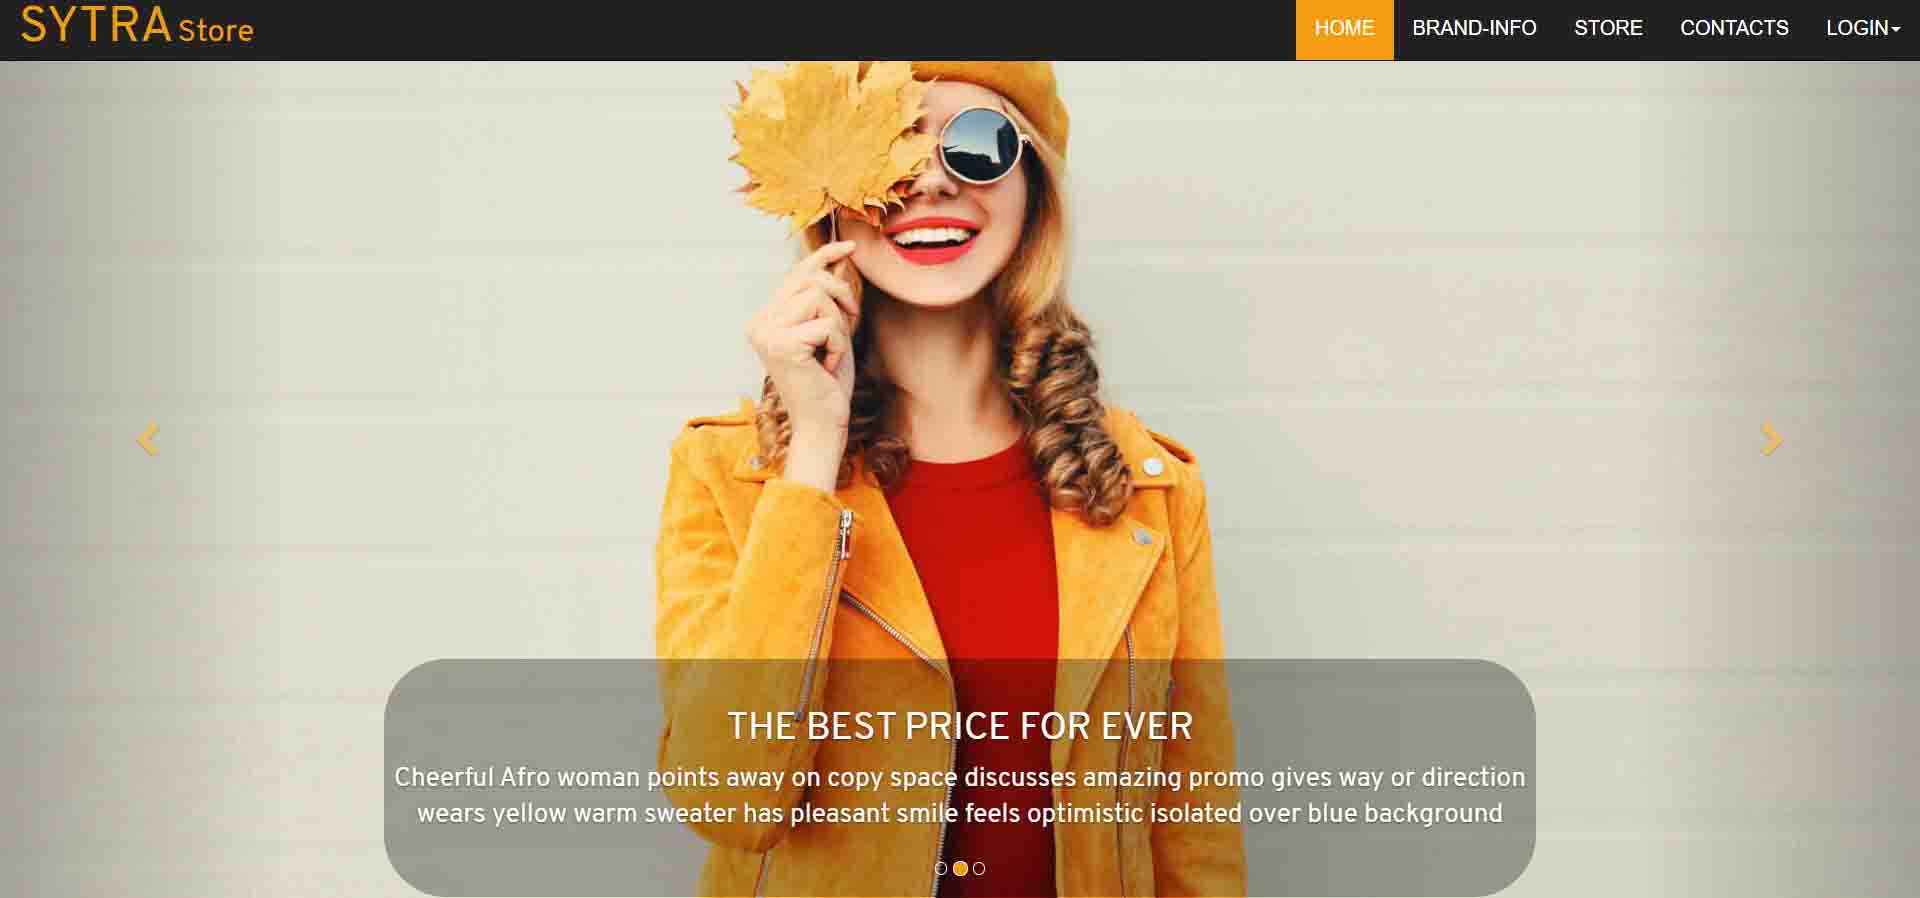 SYTRA Store
HOME BRAND-INFO STORE CONTACTS LOGIN
THE BEST PRICE FOR EVER
Cheerful Afro woman points away on copy space discusses amazing promo gives way or direction
wears yellow warm sweater has pleasant smile feels optimistic isolated over blue background